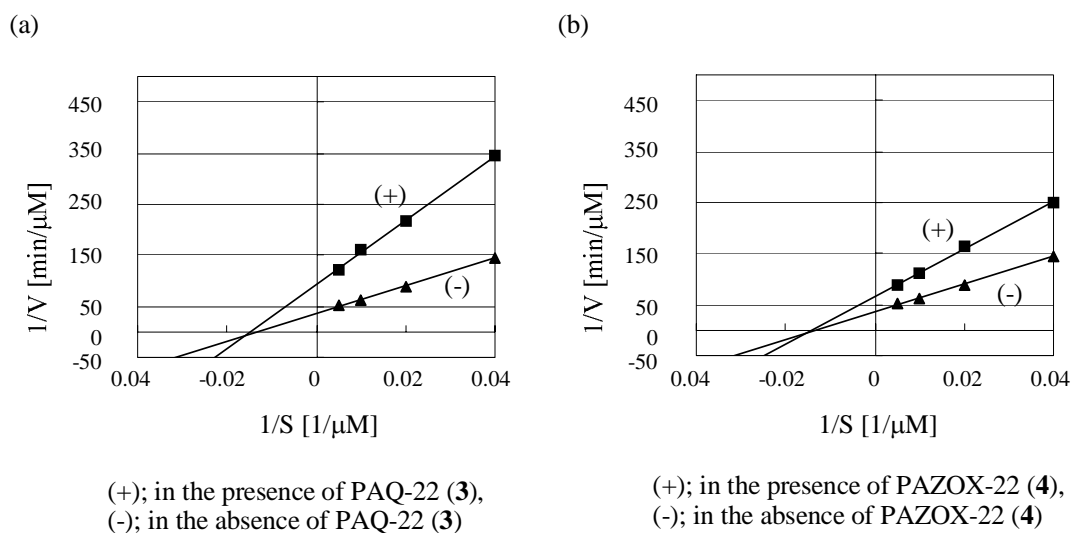 (a)
(b)
1/V [min/μM]
450
350
250
150
50
0
-50
(+)
(-)
0.04
-0.02
0
0.02
0.04
1/S [1/μM]
(+); in the presence of PAQ-22 (3),
(-); in the absence of PAQ-22 (3)
1/V [min/μM]
450
350
250
150
50
0
-50
(+)
(-)
0.04
-0.02
0
0.02
0.04
1/S [1/μM]
(+); in the presence of PAZOX-22 (4),
(-); in the absence of PAZOX-22 (4)